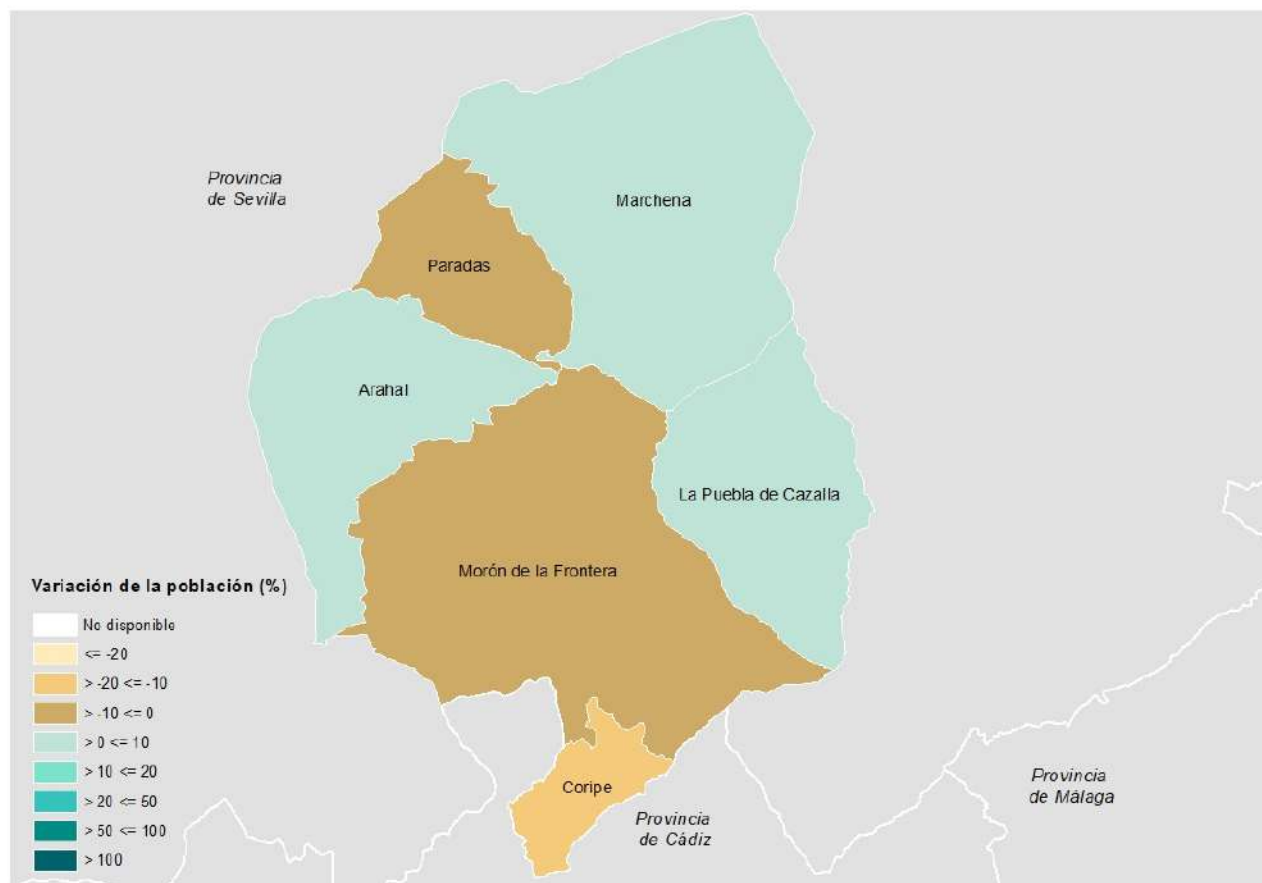 Provincia
de Sevilla
Marchena
Paradas
Arahal
La Puebla de Cazalla
Morón de la Frontera
Coripe
Provincia
de Cádiz
Provincia
de Málaga
Variación de la población (%)
No disponible
<= -20
> -20 <= -10
> -10 <= 0
> 0 <= 10
> 10 <= 20
> 20 <= 50
> 50 <= 100
> 100